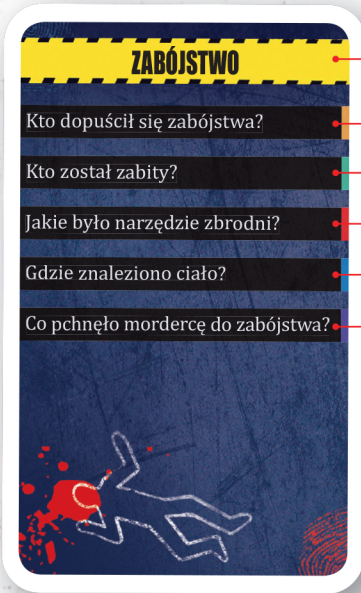 ZABÓJSTWO
Kto dopuścił się zabójstwa?
Kto został zabity?
Jakie było narzędzie zbrodni?
Gdzie znaleziono ciało?
Co pchnęło mordercę do zabójstwa?